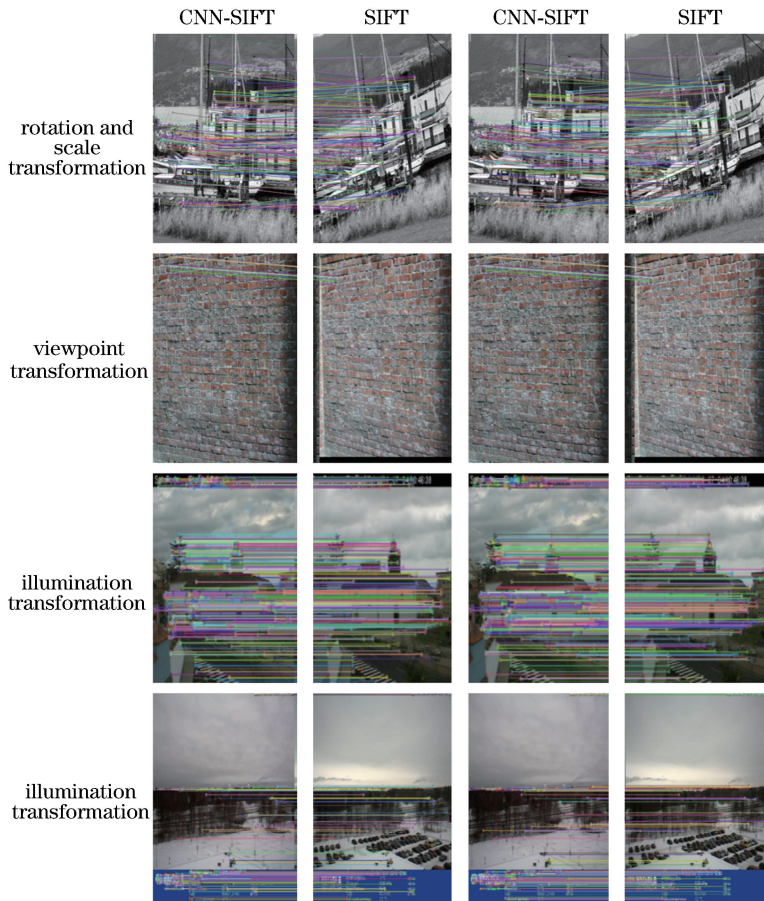 CNN-SIFT SIFT CNN-SIFT SIFT
rotation and
scale
transformation
viewpoint
transformation
illumination
transformation
illumination
transformation